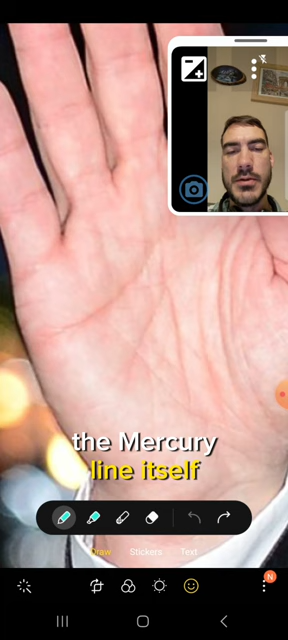 the Mercury
line itself
Draw
Stickers
Text
N